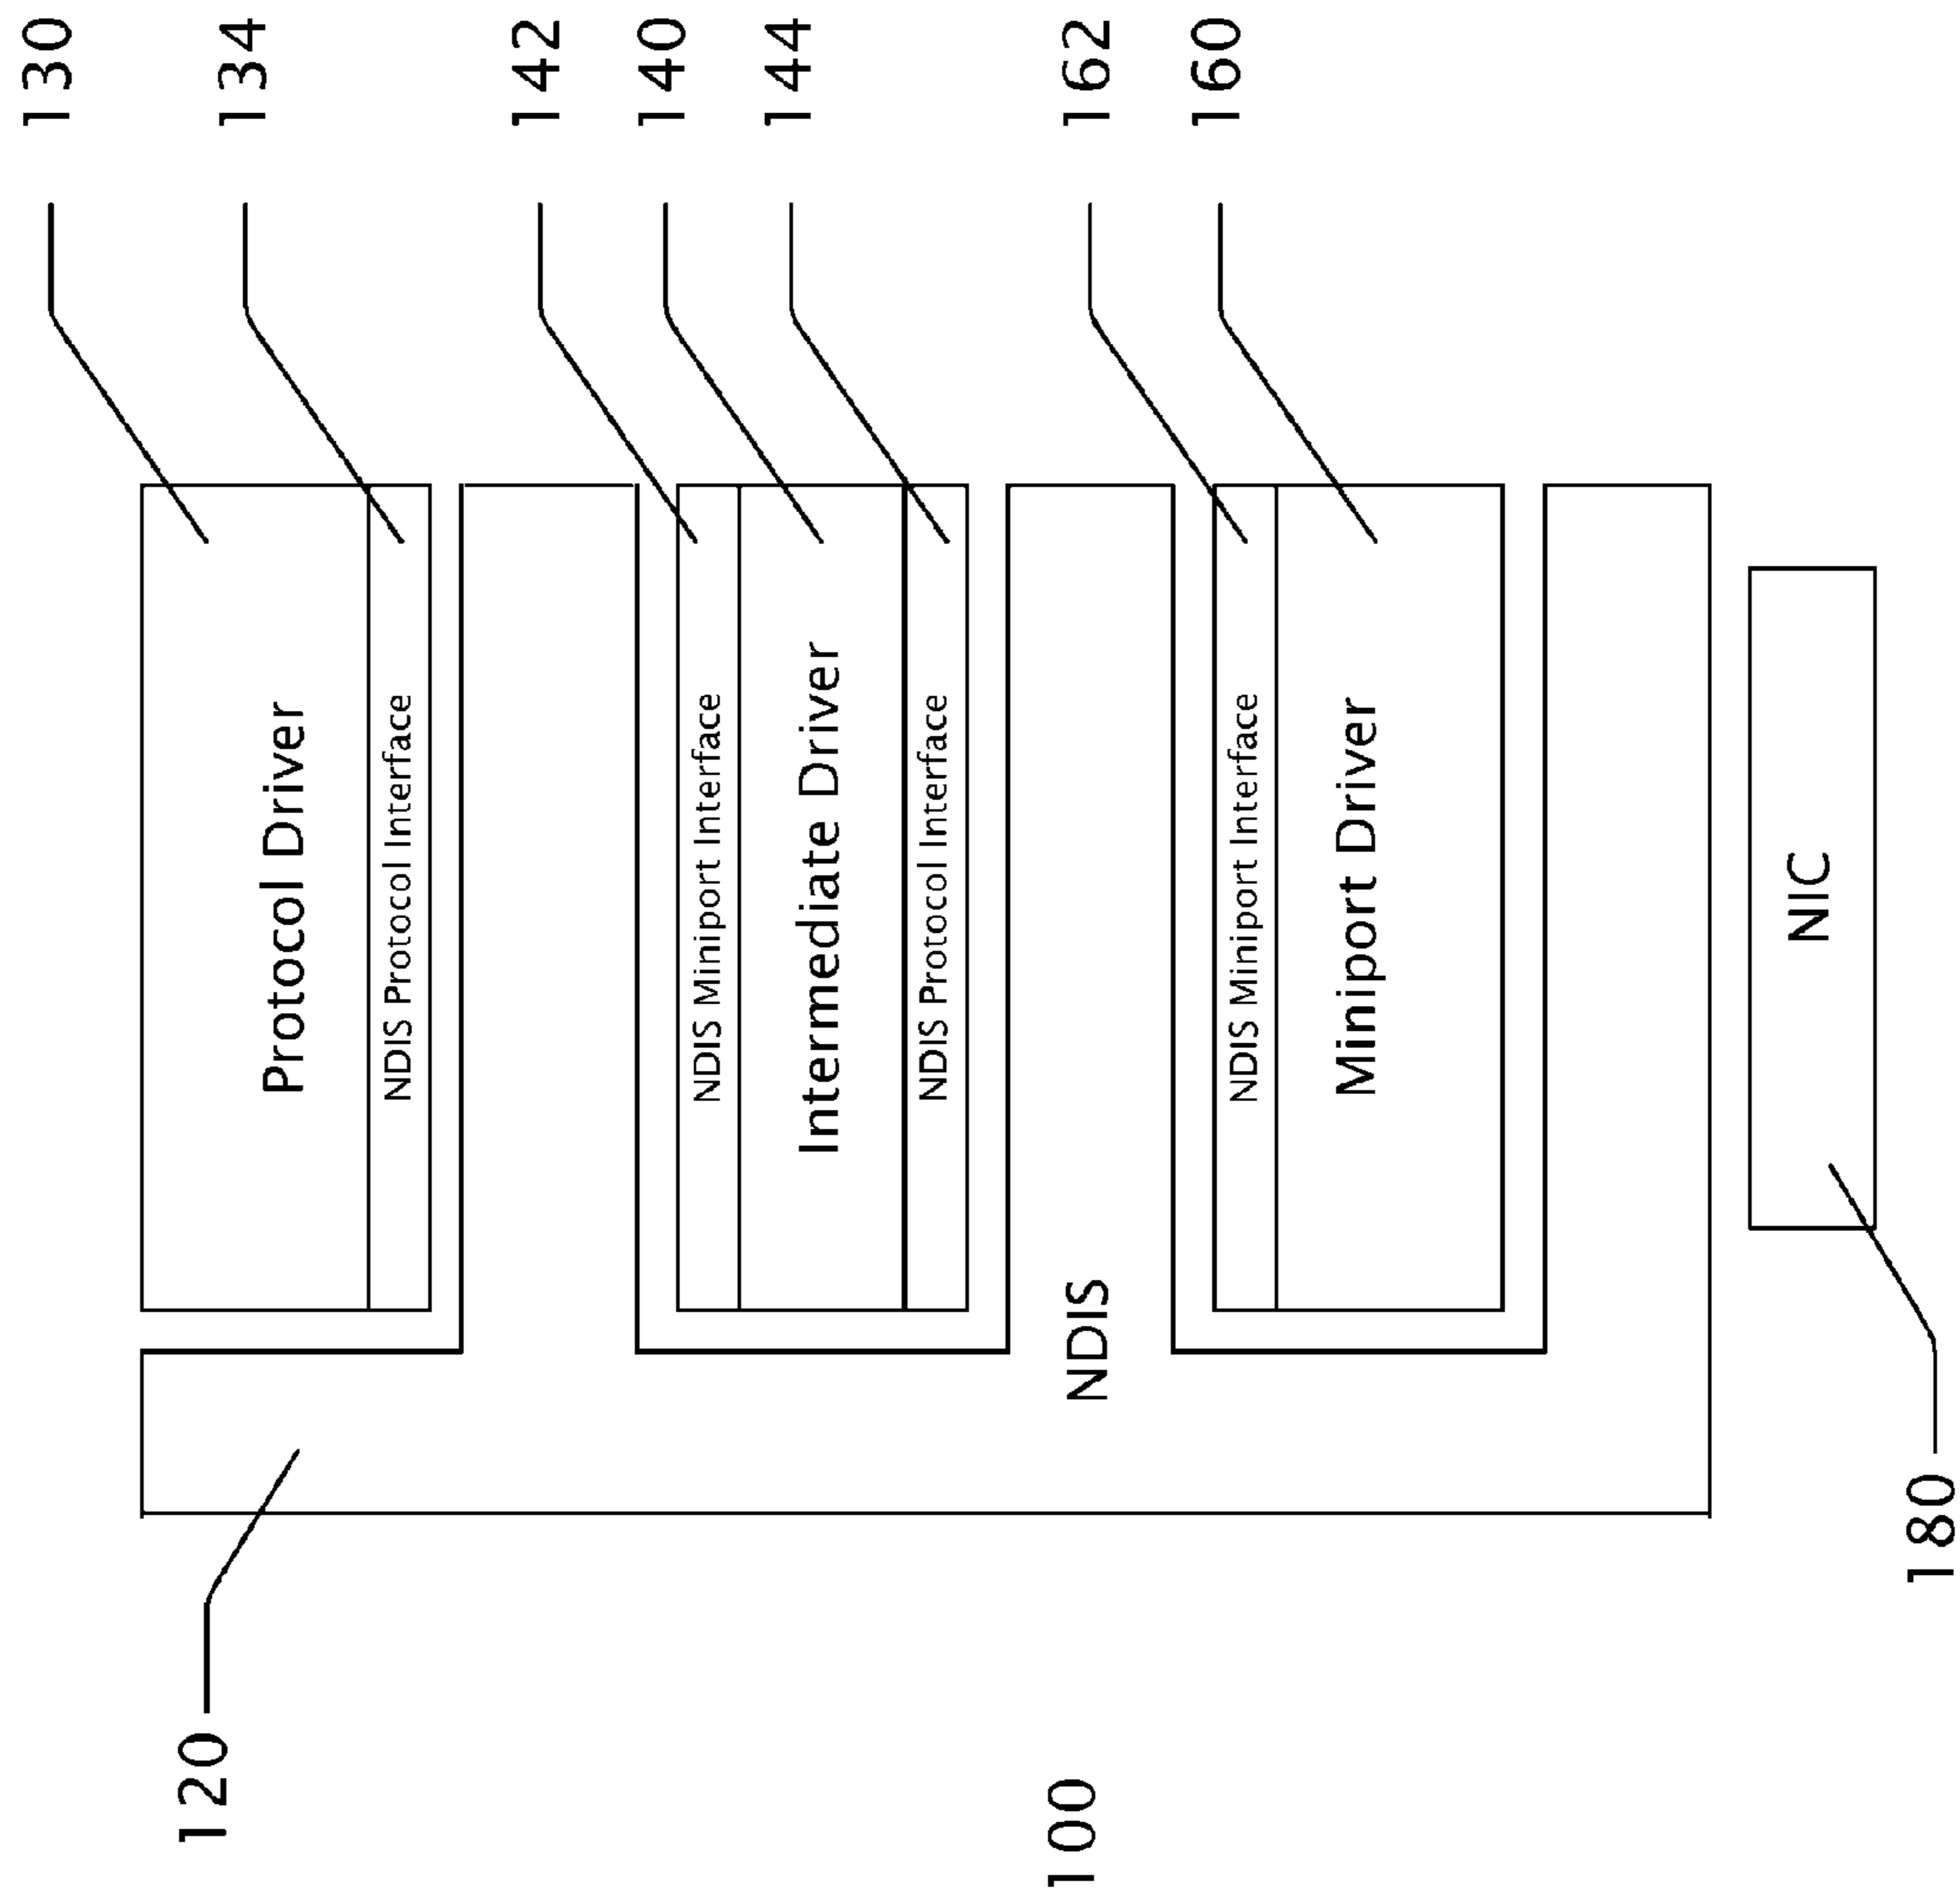 130
Protocol Driver
134
NDIS Protocol Interface
120
142
NDIS Miniport Interface
140
Intermediate Driver
144
NDIS Protocol Interface
100
NDIS
162
NDIS Miniport Interface
160
Miniport Driver
NIC
180